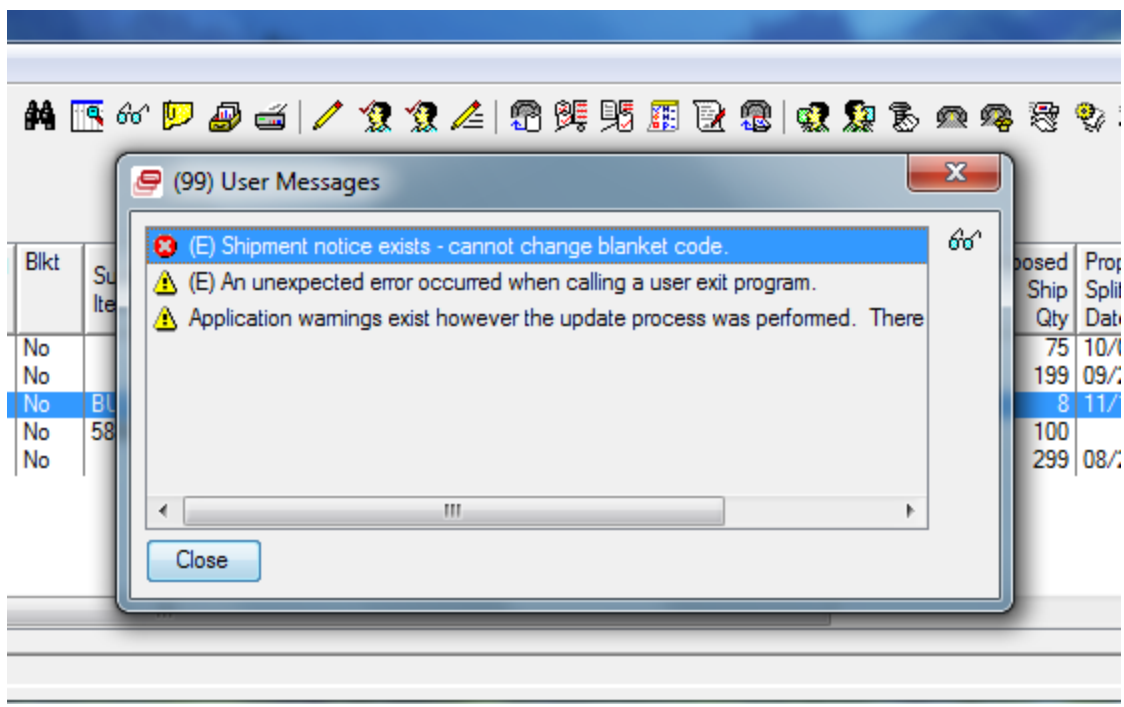 (99) User Messages
(E) Shipment notice exists - cannot change blanket code.
(E) An unexpected error occurred when calling a user exit program.
Application warnings exist however the update process was performed. There
Close
Blkt
No
No
No
No
58
No
Ship
Qty
75
199
8
100
299